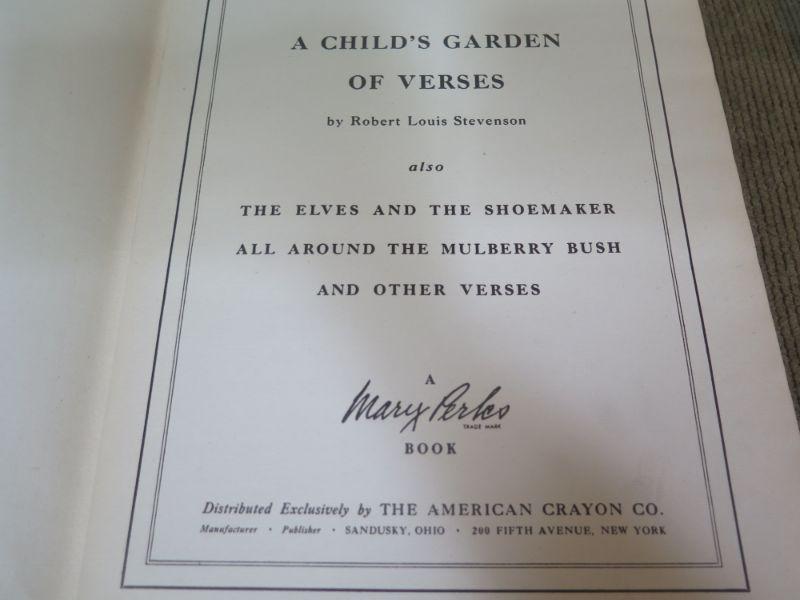 A CHILD'S GARDEN
OF VERSES
by Robert Louis Stevenson
also
THE ELVES AND THE SHOEMAKER
ALL AROUND THE MULBERRY BUSH
AND OTHER VERSES
A
Mary Perks
TRADE MARK
BOOK
Distributed Exclusively by THE AMERICAN CRAYON CO.
Manufacturer · Publisher · SANDUSKY, OHIO · 200 FIFTH AVENUE, NEW YORK